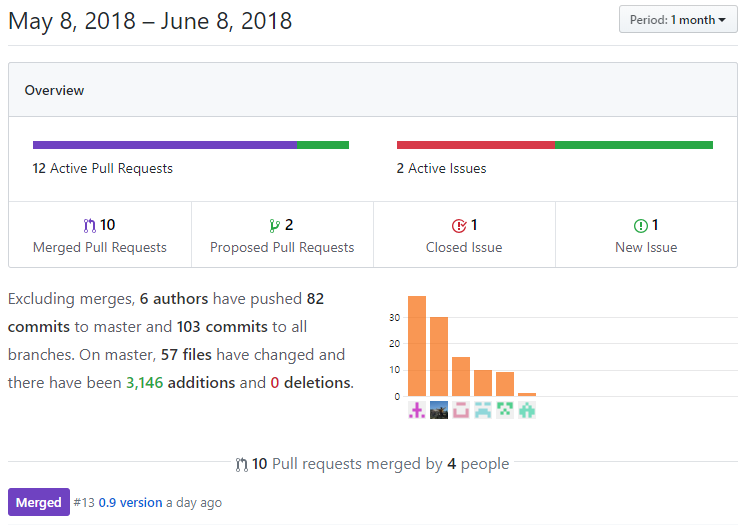 May 8, 2018 – June 8, 2018
Period: 1 month
Overview
12 Active Pull Requests
2 Active Issues
10
Merged Pull Requests
2
Proposed Pull Requests
1
Closed Issue
1
New Issue
Excluding merges, 6 authors have pushed 82
commits to master and 103 commits to all
branches. On master, 57 files have changed and
there have been 3,146 additions and 0 deletions.
30
20
10
0
10 Pull requests merged by 4 people
Merged #13 0.9 version a day ago